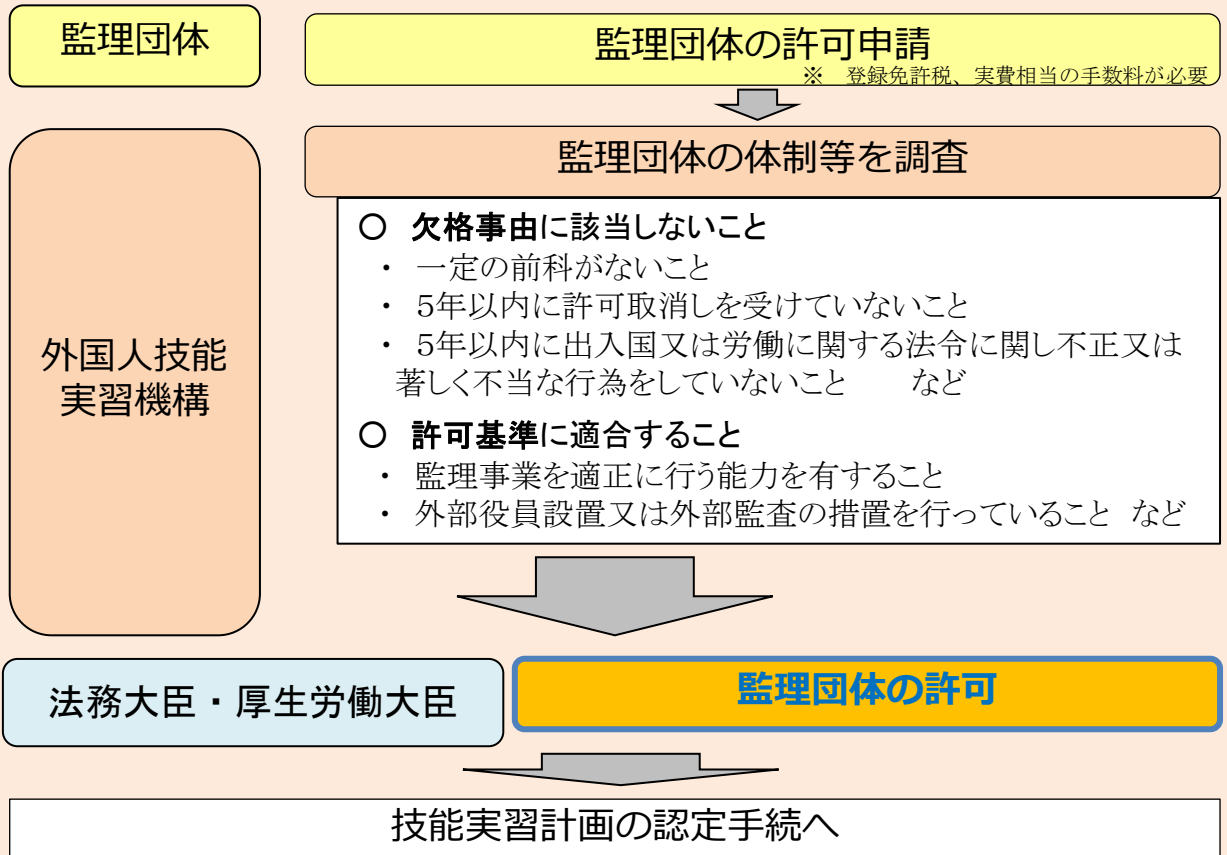 監理団体
監理団体の許可申請
※　登録免許税、実費相当の手数料が必要
監理団体の体制等を調査
外国人技能
実習機構
○　欠格事由に該当しないこと
・ 一定の前科がないこと
・ 5年以内に許可取消しを受けていないこと
・ 5年以内に出入国又は労働に関する法令に関し不正又は
著しく不当な行為をしていないこと　　など
○　許可基準に適合すること
・ 監理事業を適正に行う能力を有すること
・ 外部役員設置又は外部監査の措置を行っていること など
法務大臣・厚生労働大臣
監理団体の許可
技能実習計画の認定手続へ